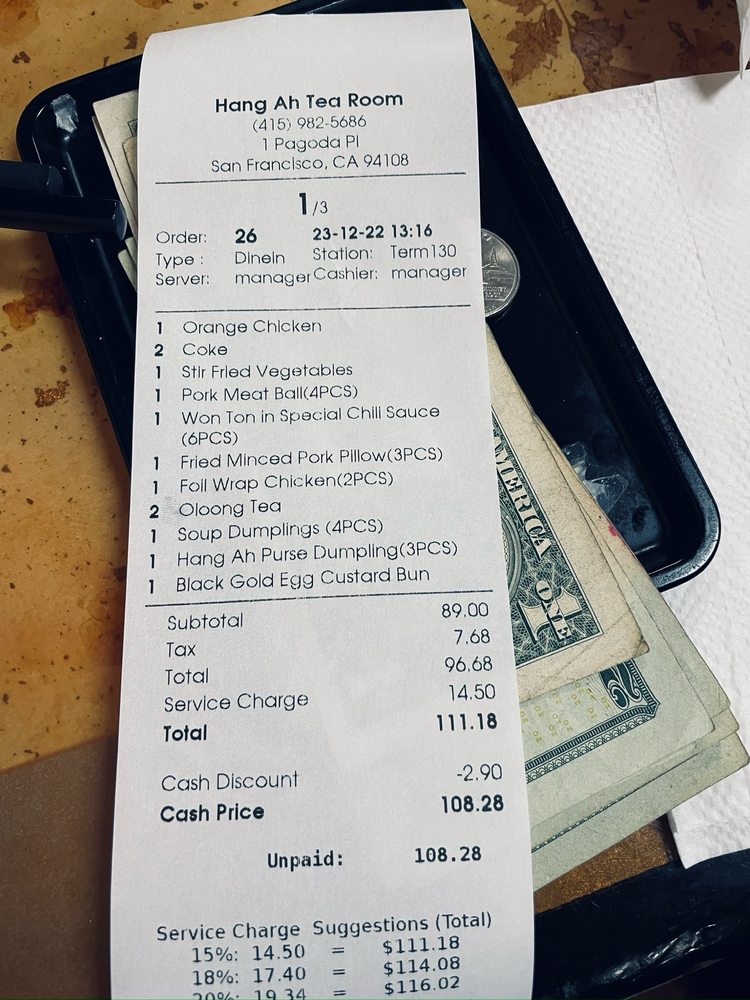 Hang Ah Tea Room
(415) 982-5686
1 Pagoda Pl
San Francisco, CA 94108
1/3
Order: 26 23-12-22 13:16
Type : DineIn Station: Term130
Server: manager Cashier: manager
1 Orange Chicken
2 Coke
1 Stir Fried Vegetables
1 Pork Meat Ball(4PCS)
1 Won Ton in Special Chili Sauce
(6PCS)
1 Fried Minced Pork Pillow(3PCS)
1 Foil Wrap Chicken(2PCS)
2 Oloong Tea
1 Soup Dumplings (4PCS)
1 Hang Ah Purse Dumpling(3PCS)
1 Black Gold Egg Custard Bun
Subtotal 89.00
Tax 7.68
Total 96.68
Service Charge 14.50
Total 111.18
Cash Discount -2.90
Cash Price 108.28
Unpaid: 108.28
Service Charge Suggestions (Total)
15%: 14.50 = $111.18
18%: 17.40 = $114.08
20%: 19.34 = $116.02
AMERICA
ONE
1